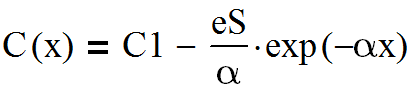 C(x) = C1 − eS/α ⋅ exp(−αx)